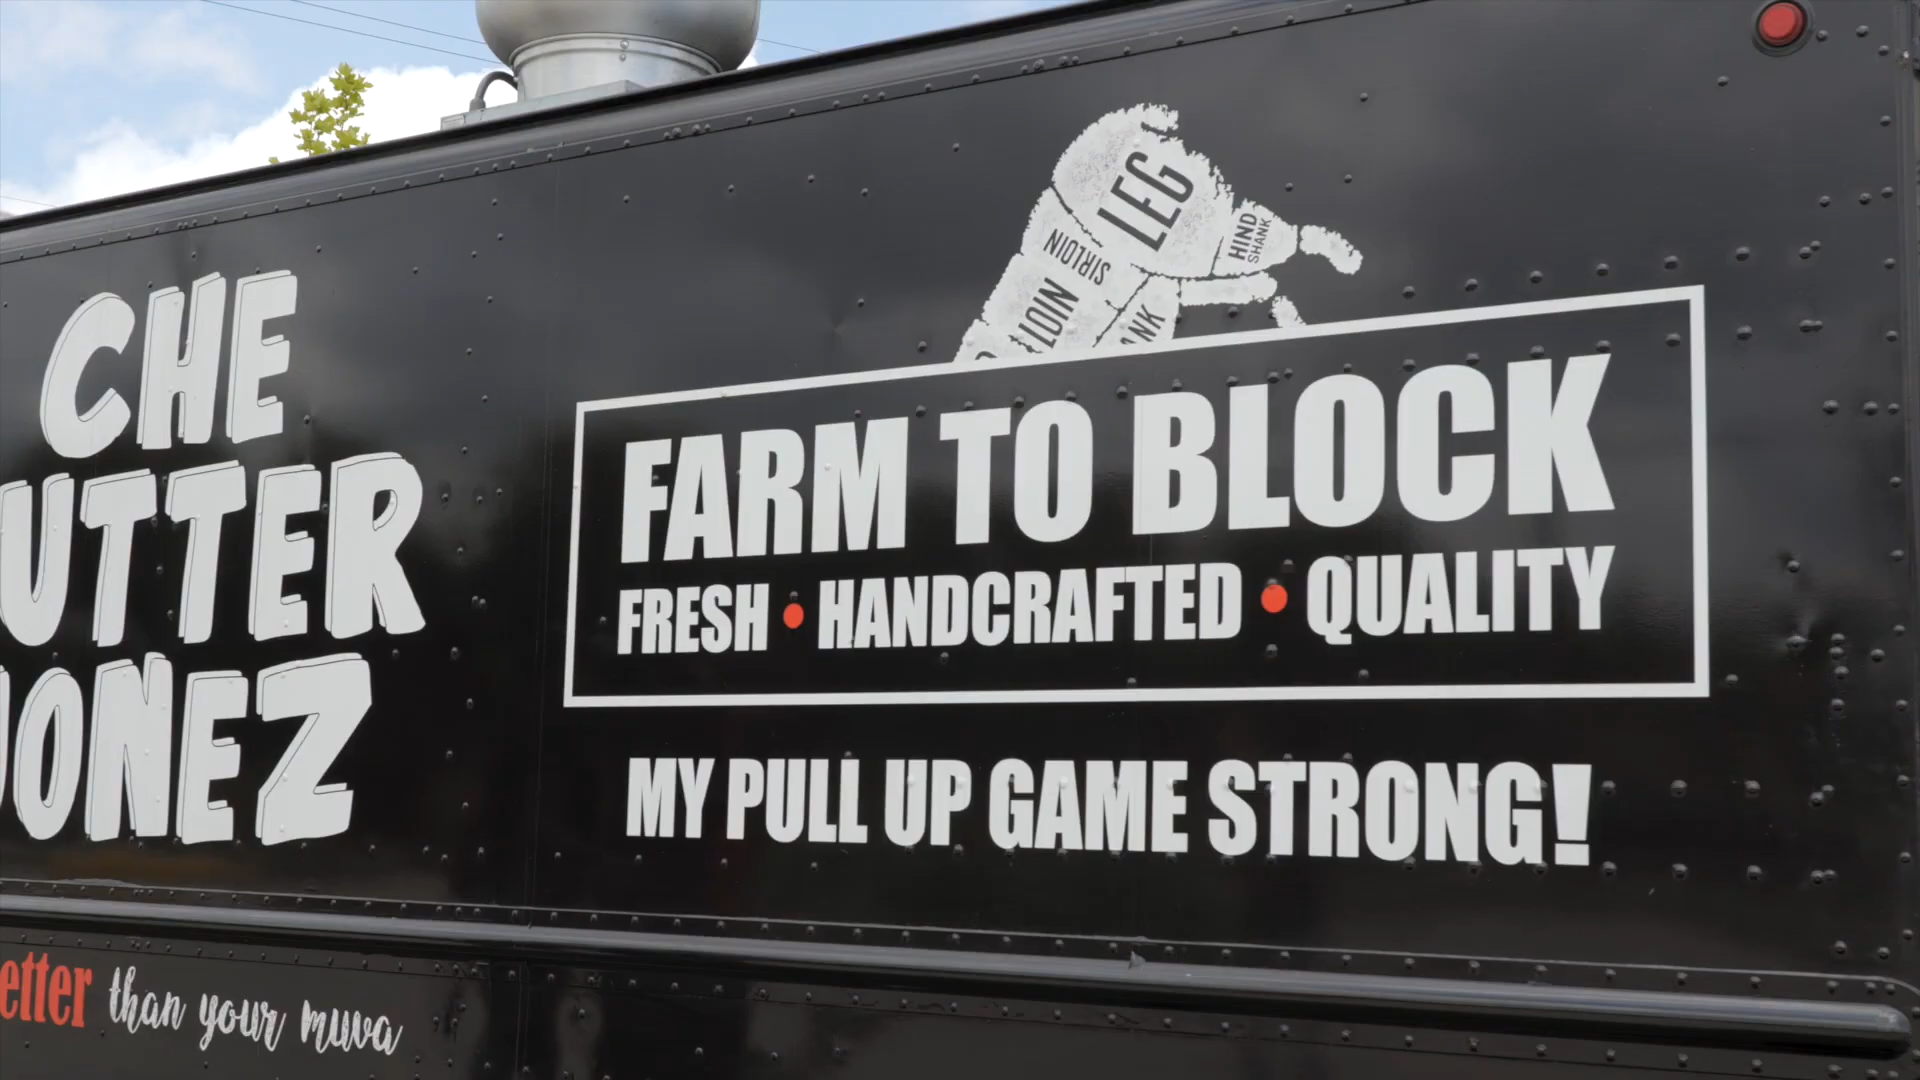 CHE
UTTER
JONEZ
etter than your muva
LEG
HIND
SHANK
SIRLOIN
LOIN
ANK
FARM TO BLOCK
FRESH • HANDCRAFTED • QUALITY
MY PULL UP GAME STRONG!